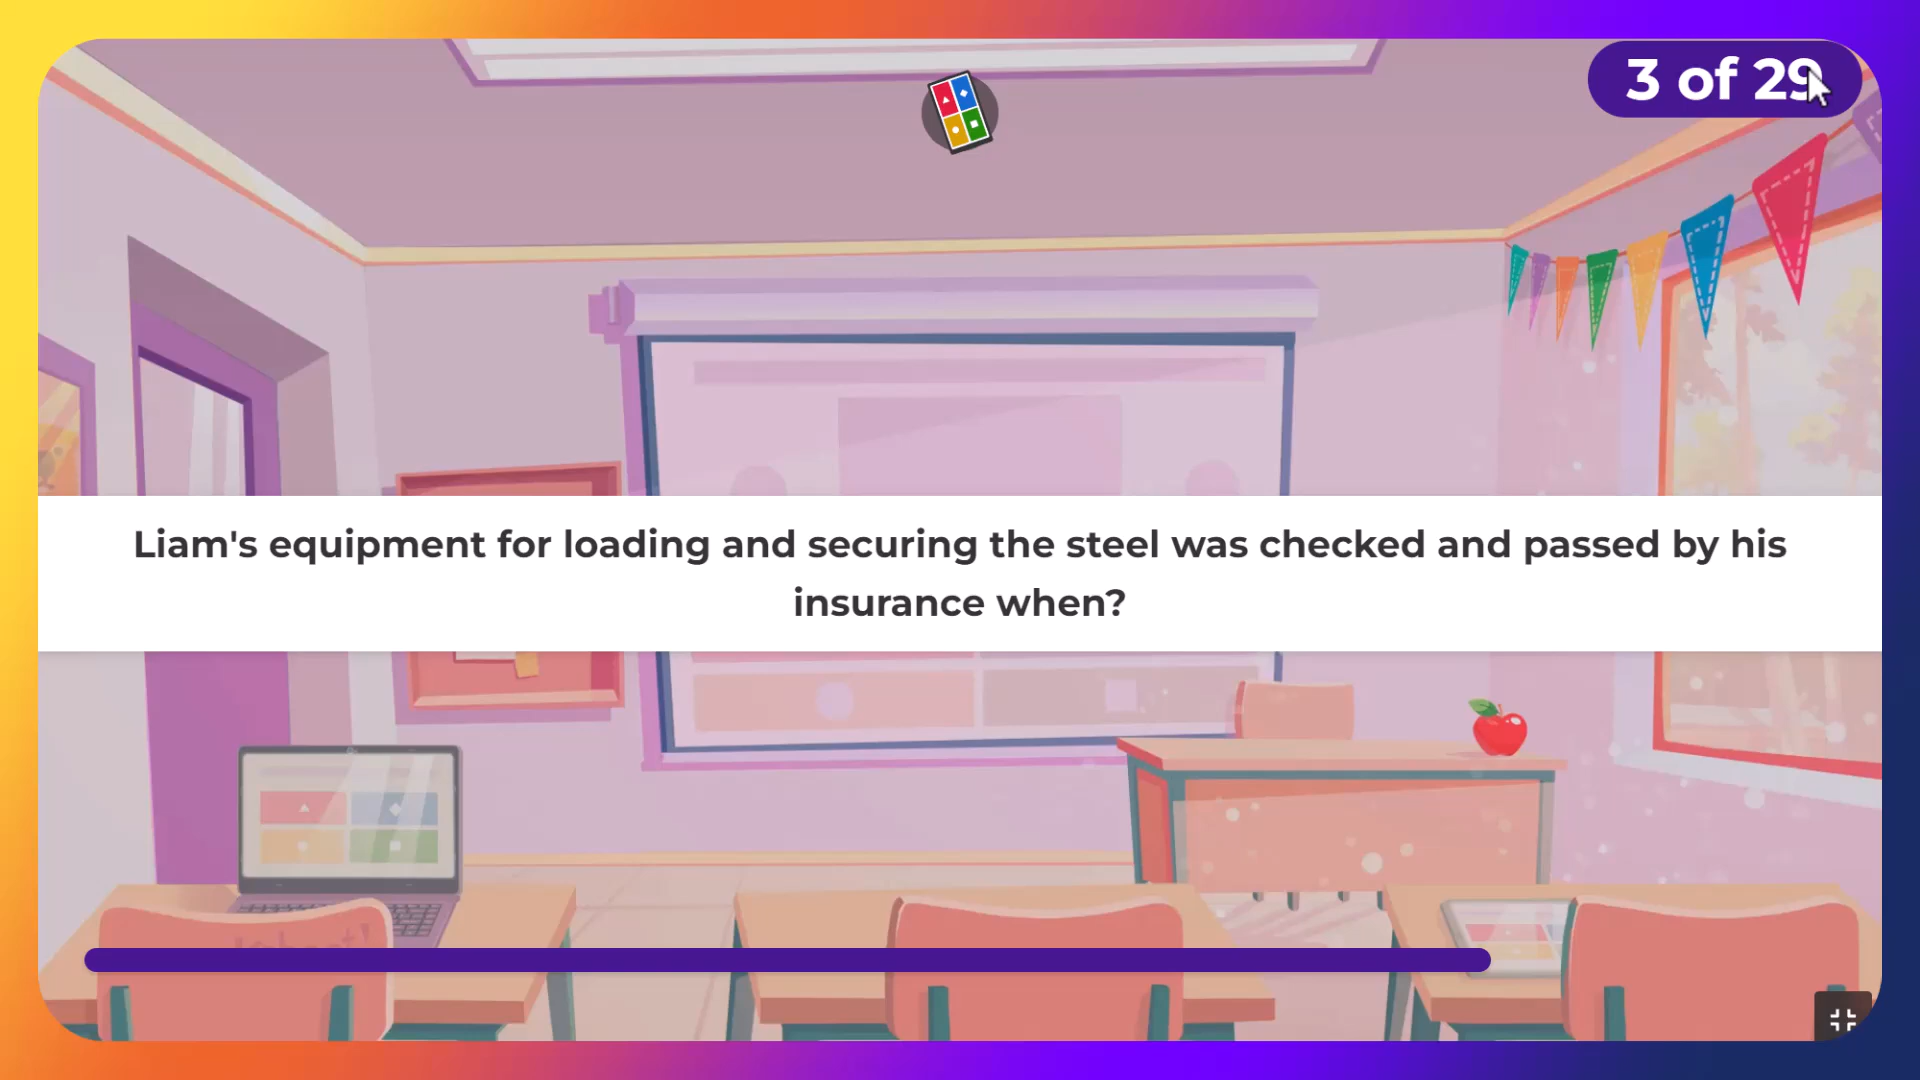 3 of 29
Liam's equipment for loading and securing the steel was checked and passed by his
insurance when?
Kahoot!